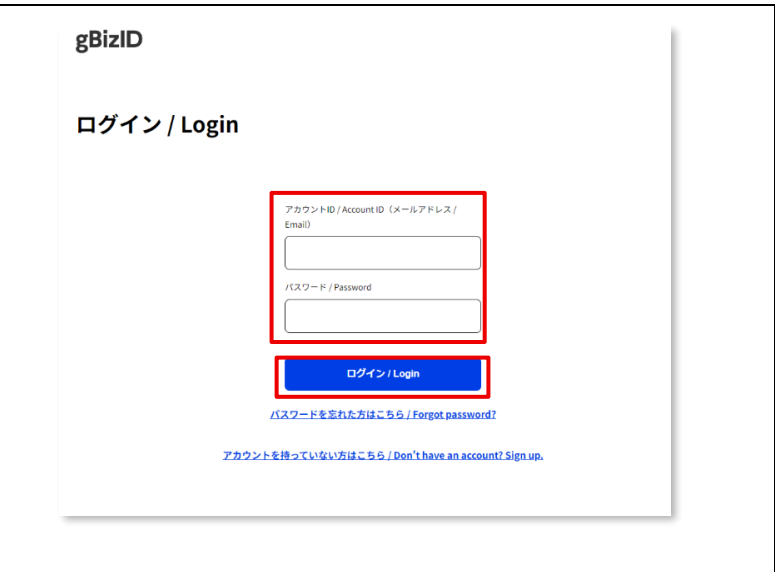 gBizID
ログイン / Login
アカウントID / Account ID（メールアドレス /
Email）
パスワード / Password
ログイン / Login
パスワードを忘れた方はこちら / Forgot password?
アカウントを持っていない方はこちら / Don't have an account? Sign up.